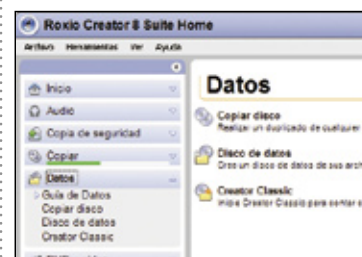 Roxio Creator 8 Suite Home
Archivo Herramientas Ver Ayuda
Inicio
Audio
Copia de seguridad
Copiar
Datos
Guía de Datos
Copiar disco
Disco de datos
Creator Classic
Datos
Copiar disco
Realizar un duplicado de cualquier
Disco de datos
Cree un disco de datos de sus arch
Creator Classic
Inicie Creator Classic para contar c